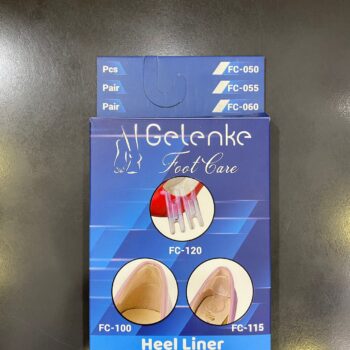 Pcs FC-050
Pair FC-055
Pair FC-060
Gelenke
Foot Care
FC-120
FC-100 FC-115
Heel Liner